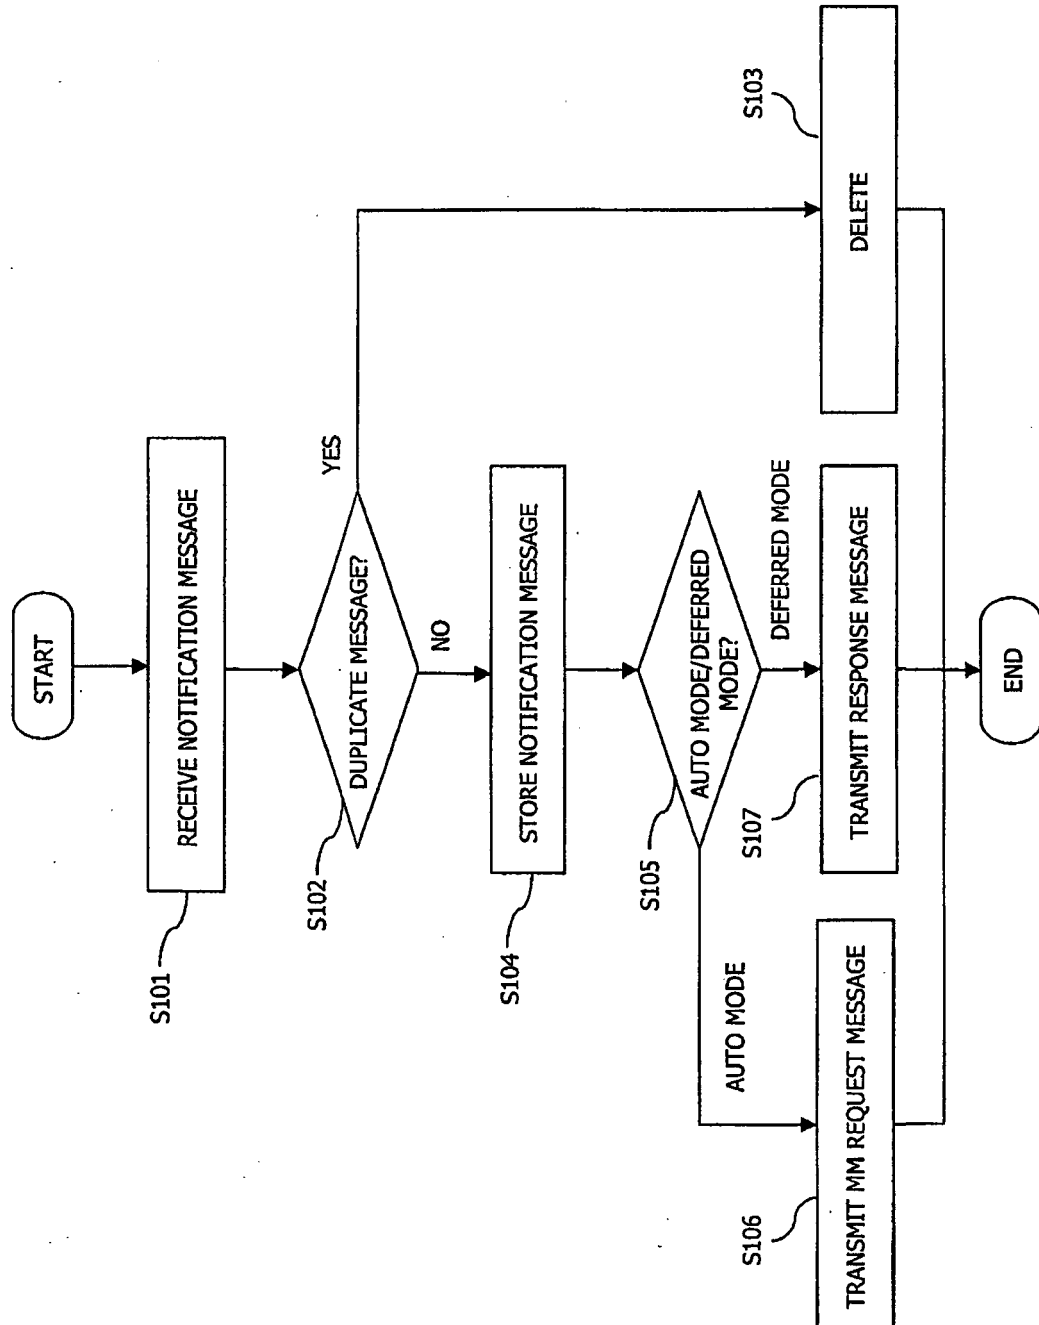 START
RECEIVE NOTIFICATION MESSAGE
S101
DUPLICATE MESSAGE?
S102
YES
NO
STORE NOTIFICATION MESSAGE
S104
AUTO MODE/DEFERRED
MODE?
S105
AUTO MODE
DEFERRED MODE
TRANSMIT MM REQUEST MESSAGE
S106
TRANSMIT RESPONSE MESSAGE
S107
DELETE
S103
END